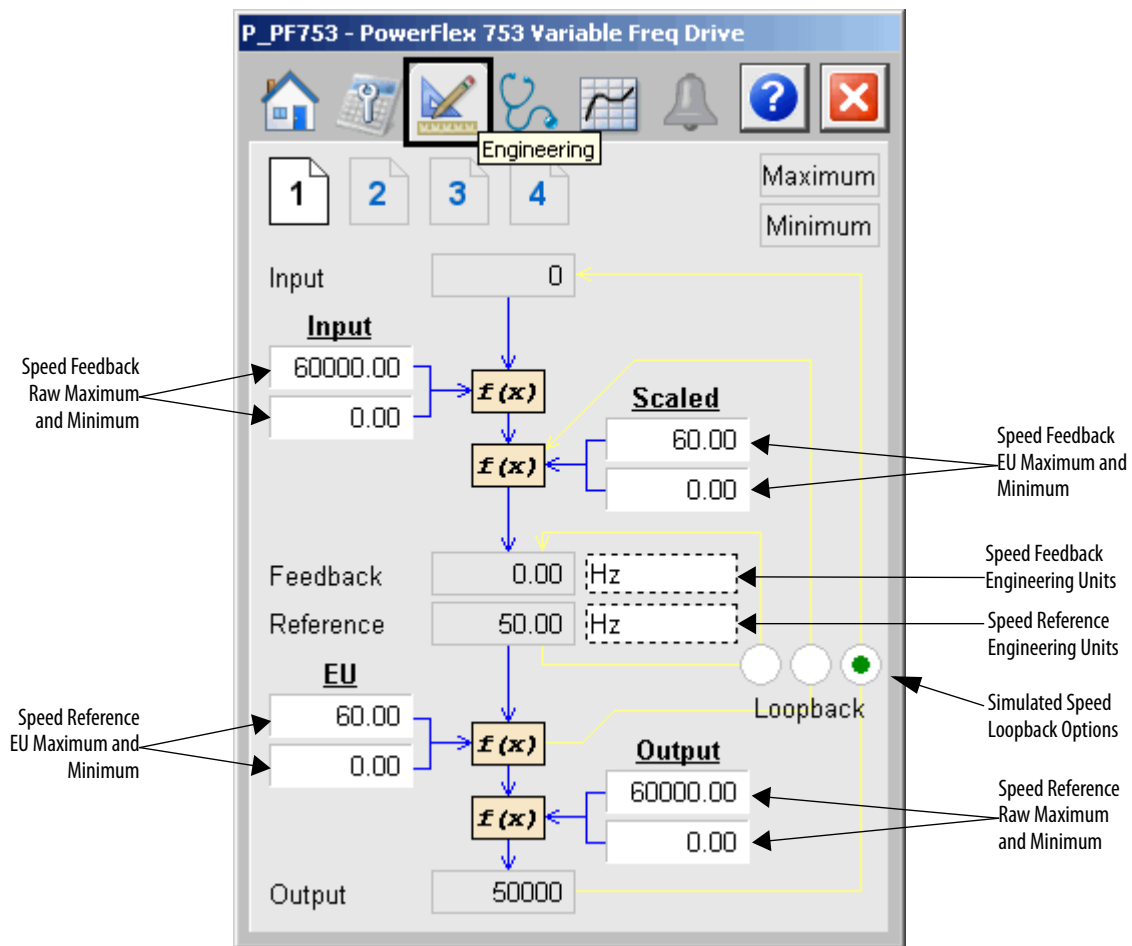 P_PF753 - PowerFlex 753 Variable Freq Drive
?
Engineering
1 2 3 4
Maximum
Minimum
Input 0
Input
Speed Feedback
Raw Maximum
and Minimum
60000.00
0.00
f(x)
f(x)
Scaled
60.00
0.00
Speed Feedback
EU Maximum and
Minimum
Feedback 0.00 Hz
Speed Feedback
Engineering Units
Reference 50.00 Hz
Speed Reference
Engineering Units
Loopback
Simulated Speed
Loopback Options
EU
Speed Reference
EU Maximum and
Minimum
60.00
0.00
f(x)
f(x)
Output
60000.00
0.00
Speed Reference
Raw Maximum
and Minimum
Output 50000